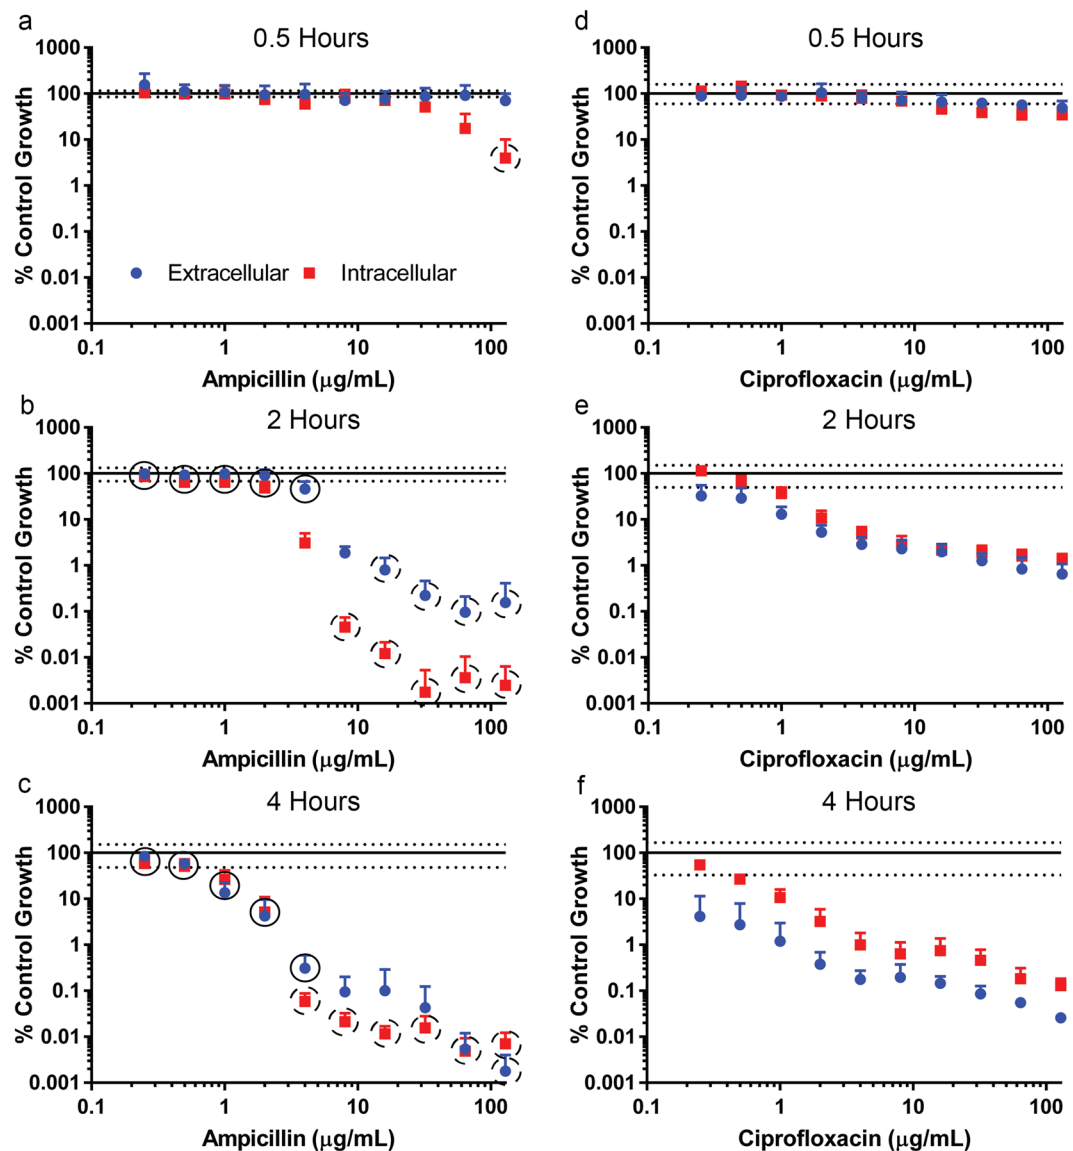 a
0.5 Hours
1000
100
10
1
0.1
0.01
0.001
% Control Growth
Extracellular
Intracellular
0.1 1 10 100
Ampicillin (μg/mL)
d
0.5 Hours
1000
100
10
1
0.1
0.01
0.001
% Control Growth
0.1 1 10 100
Ciprofloxacin (μg/mL)
b
2 Hours
1000
100
10
1
0.1
0.01
0.001
% Control Growth
0.1 1 10 100
Ampicillin (μg/mL)
e
2 Hours
1000
100
10
1
0.1
0.01
0.001
% Control Growth
0.1 1 10 100
Ciprofloxacin (μg/mL)
c
4 Hours
1000
100
10
1
0.1
0.01
0.001
% Control Growth
0.1 1 10 100
Ampicillin (μg/mL)
f
4 Hours
1000
100
10
1
0.1
0.01
0.001
% Control Growth
0.1 1 10 100
Ciprofloxacin (μg/mL)